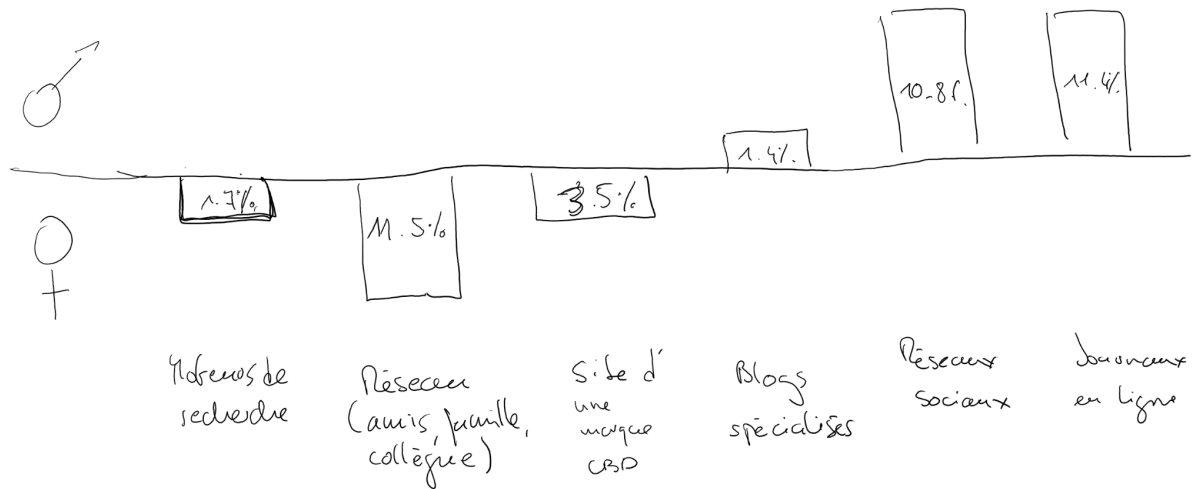 10.8%.
11.4%
1.4%.
1.7%
11.5%
3.5%
Moteurs de
recherche
Réseau
(amis, famille,
collègue)
Site d'
une
marque
CBD
Blogs
spécialisés
Réseaux
sociaux
Journaux
en ligne